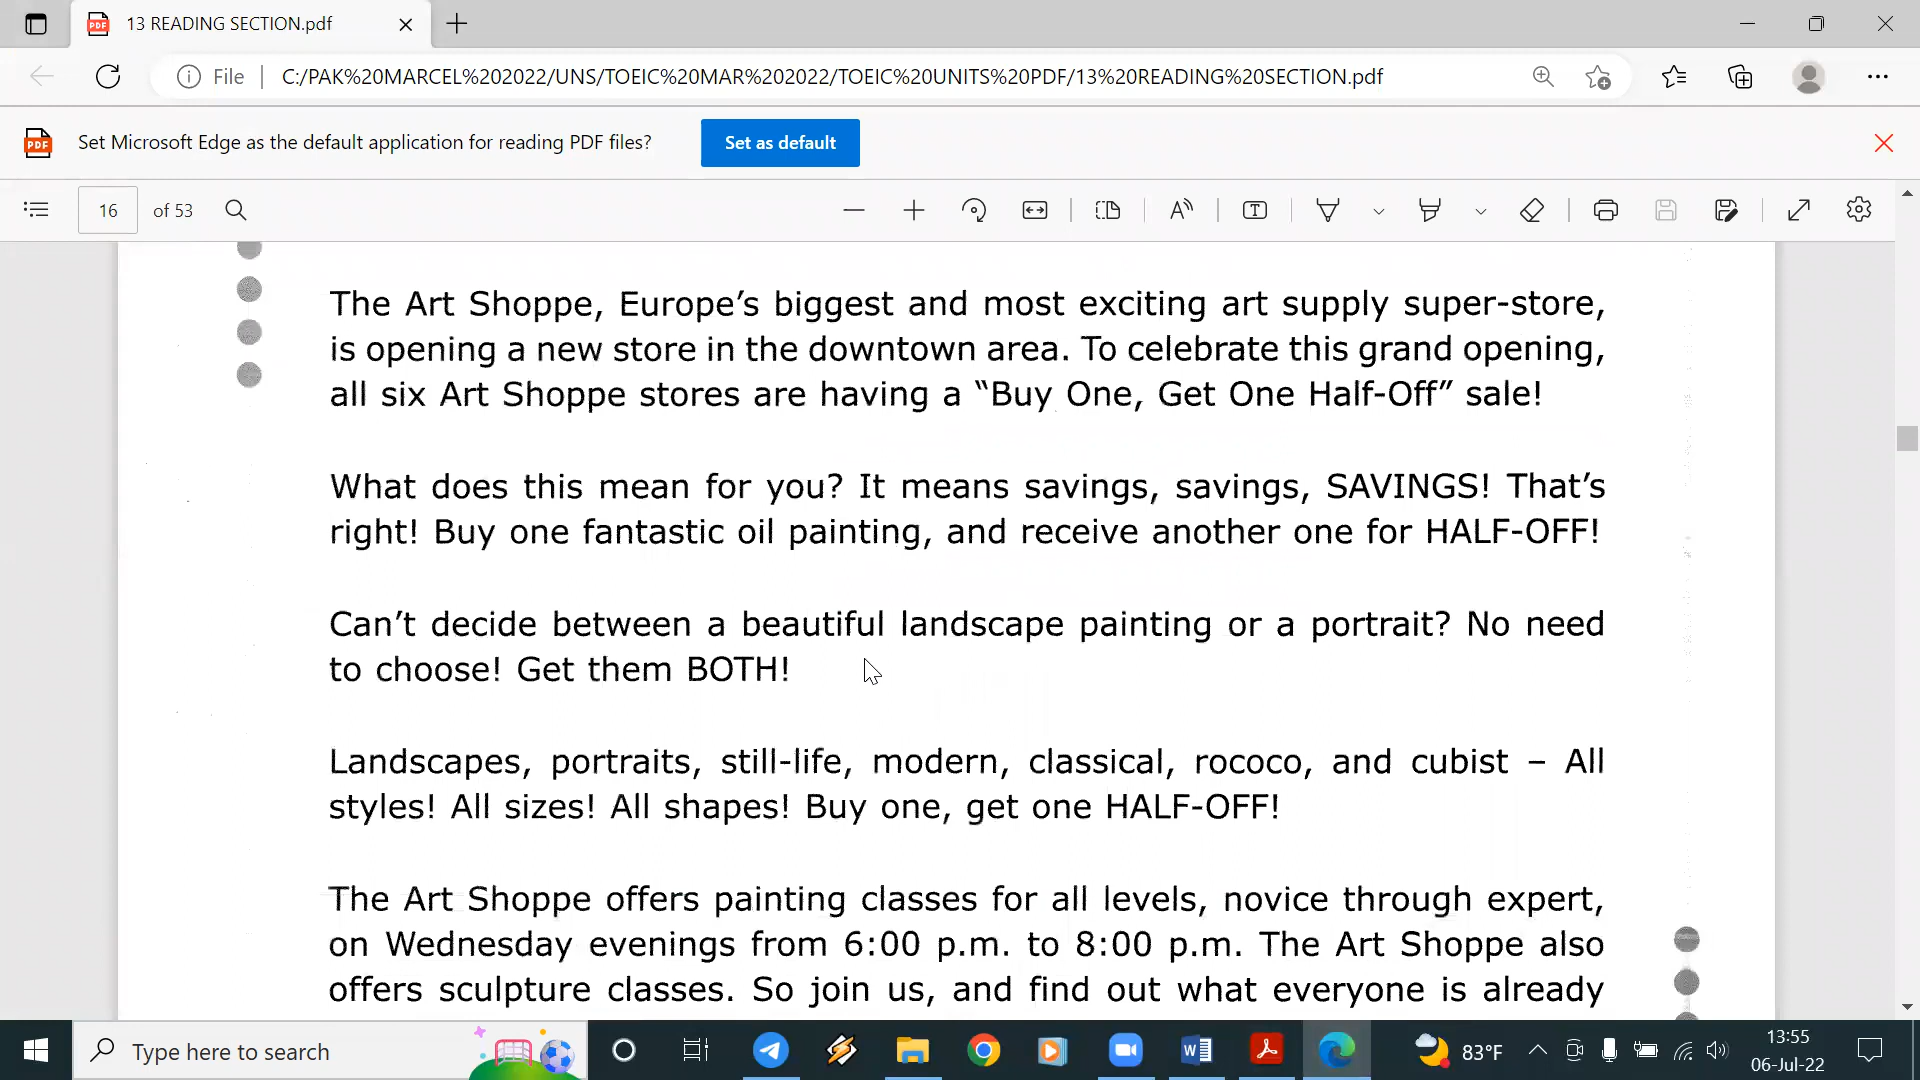 13 READING SECTION.pdf
File
C:/PAK%20MARCEL%202022/UNS/TOEIC%20MAR%202022/TOEIC%20UNITS%20PDF/13%20READING%20SECTION.pdf
Set Microsoft Edge as the default application for reading PDF files?
Set as default
16 of 53
The Art Shoppe, Europe’s biggest and most exciting art supply super-store,
is opening a new store in the downtown area. To celebrate this grand opening,
all six Art Shoppe stores are having a “Buy One, Get One Half-Off” sale!
What does this mean for you? It means savings, savings, SAVINGS! That’s
right! Buy one fantastic oil painting, and receive another one for HALF-OFF!
Can’t decide between a beautiful landscape painting or a portrait? No need
to choose! Get them BOTH!
Landscapes, portraits, still-life, modern, classical, rococo, and cubist – All
styles! All sizes! All shapes! Buy one, get one HALF-OFF!
The Art Shoppe offers painting classes for all levels, novice through expert,
on Wednesday evenings from 6:00 p.m. to 8:00 p.m. The Art Shoppe also
offers sculpture classes. So join us, and find out what everyone is already
Type here to search
83°F
13:55
06-Jul-22